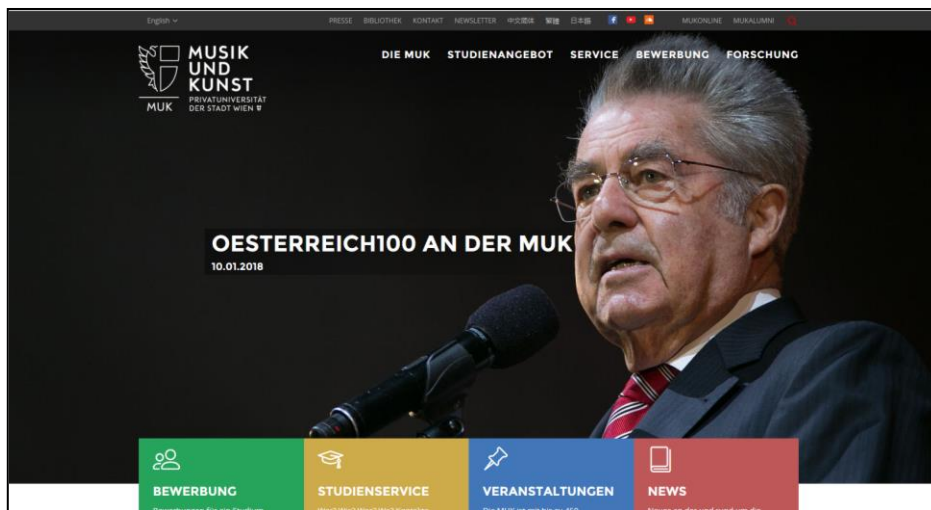 English
PRESSE BIBLIOTHEK KONTAKT NEWSLETTER 中文简体 繁體 日本語 MUKONLINE MUKALUMNI
MUSIK
UND
KUNST
PRIVATUNIVERSITÄT
DER STADT WIEN
MUK
DIE MUK STUDIENANGEBOT SERVICE BEWERBUNG FORSCHUNG
OESTERREICH100 AN DER MUK
10.01.2018
BEWERBUNG
STUDIENSERVICE
VERANSTALTUNGEN
NEWS